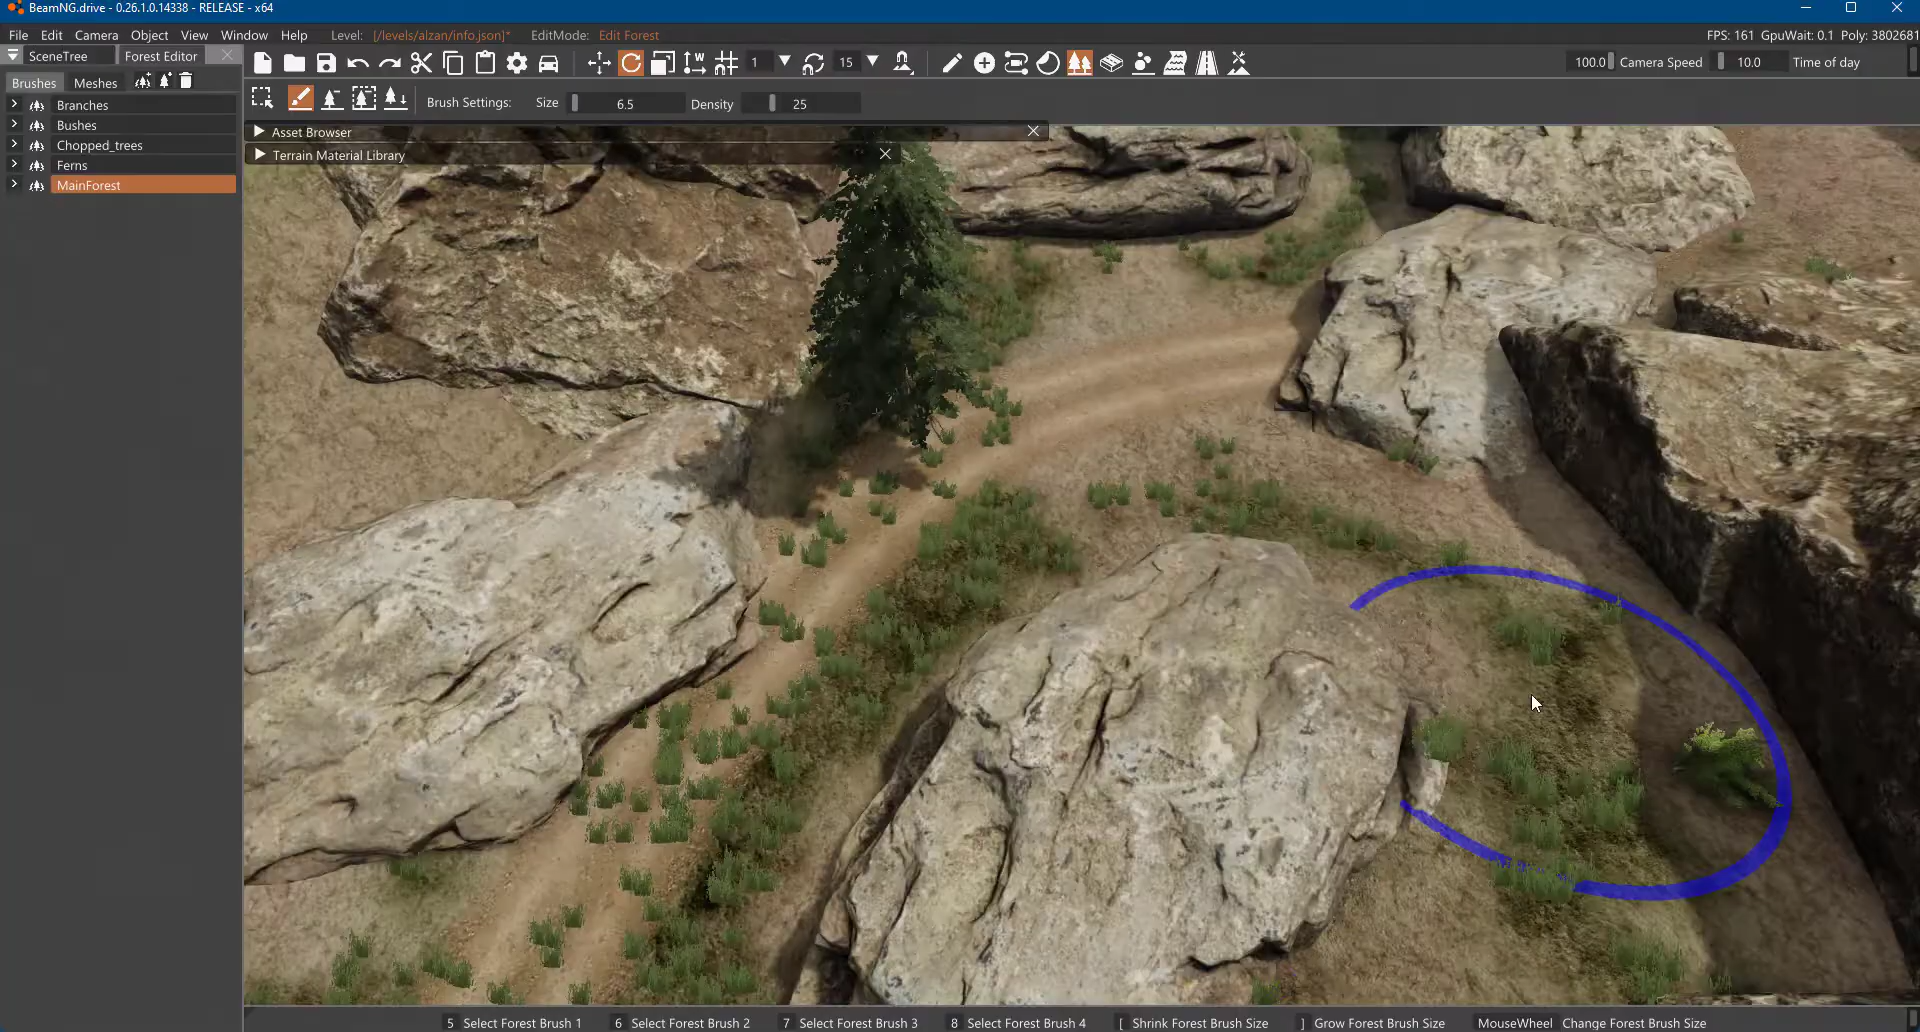 BeamNG.drive - 0.26.1.0.14338 - RELEASE - x64
File Edit Camera Object View Window Help Level: [/levels/alzan/info.json]* EditMode: Edit Forest FPS: 161 GpuWait: 0.1 Poly: 3802681
SceneTree Forest Editor 1 15 100.0 Camera Speed 10.0 Time of day
Brushes Meshes
Brush Settings: Size 6.5 Density 25
Branches
Bushes
Chopped_trees
Ferns
MainForest
Asset Browser
Terrain Material Library
5 Select Forest Brush 1 6 Select Forest Brush 2 7 Select Forest Brush 3 8 Select Forest Brush 4 [ Shrink Forest Brush Size ] Grow Forest Brush Size MouseWheel Change Forest Brush Size